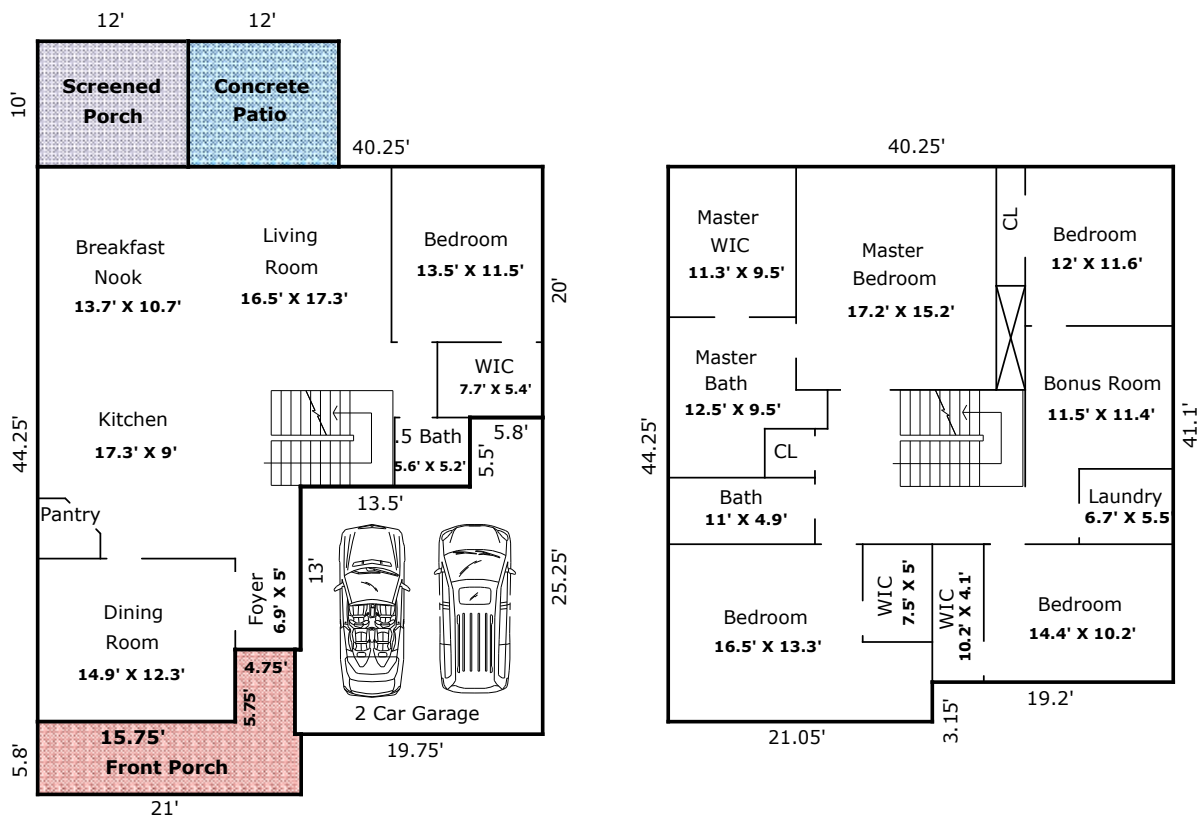 12'
12'
10'
Screened
Porch
Concrete
Patio
40.25'
Breakfast
Nook
13.7' X 10.7'
Living
Room
16.5' X 17.3'
Bedroom
13.5' X 11.5'
20'
WIC
7.7' X 5.4'
44.25'
Kitchen
17.3' X 9'
.5 Bath
5.6' X 5.2'
5.8'
5.5'
Pantry
13.5'
13'
Foyer
6.9' X 5'
25.25'
Dining
Room
14.9' X 12.3'
4.75'
5.75'
2 Car Garage
19.75'
5.8'
15.75'
Front Porch
21'
40.25'
Master
WIC
11.3' X 9.5'
Master
Bedroom
17.2' X 15.2'
CL
Bedroom
12' X 11.6'
Master
Bath
12.5' X 9.5'
Bonus Room
11.5' X 11.4'
44.25'
41.1'
CL
Bath
11' X 4.9'
Laundry
6.7' X 5.5
Bedroom
16.5' X 13.3'
WIC
7.5' X 5'
WIC
10.2' X 4.1'
Bedroom
14.4' X 10.2'
19.2'
3.15'
21.05'